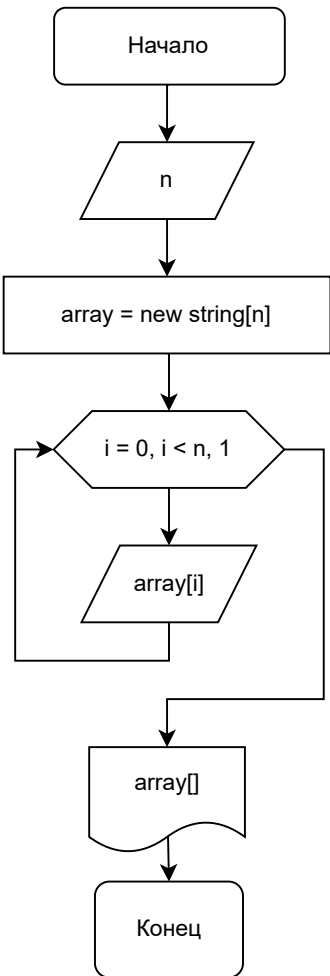 Начало
n
array = new string[n]
i = 0, i < n, 1
array[i]
array[]
Конец